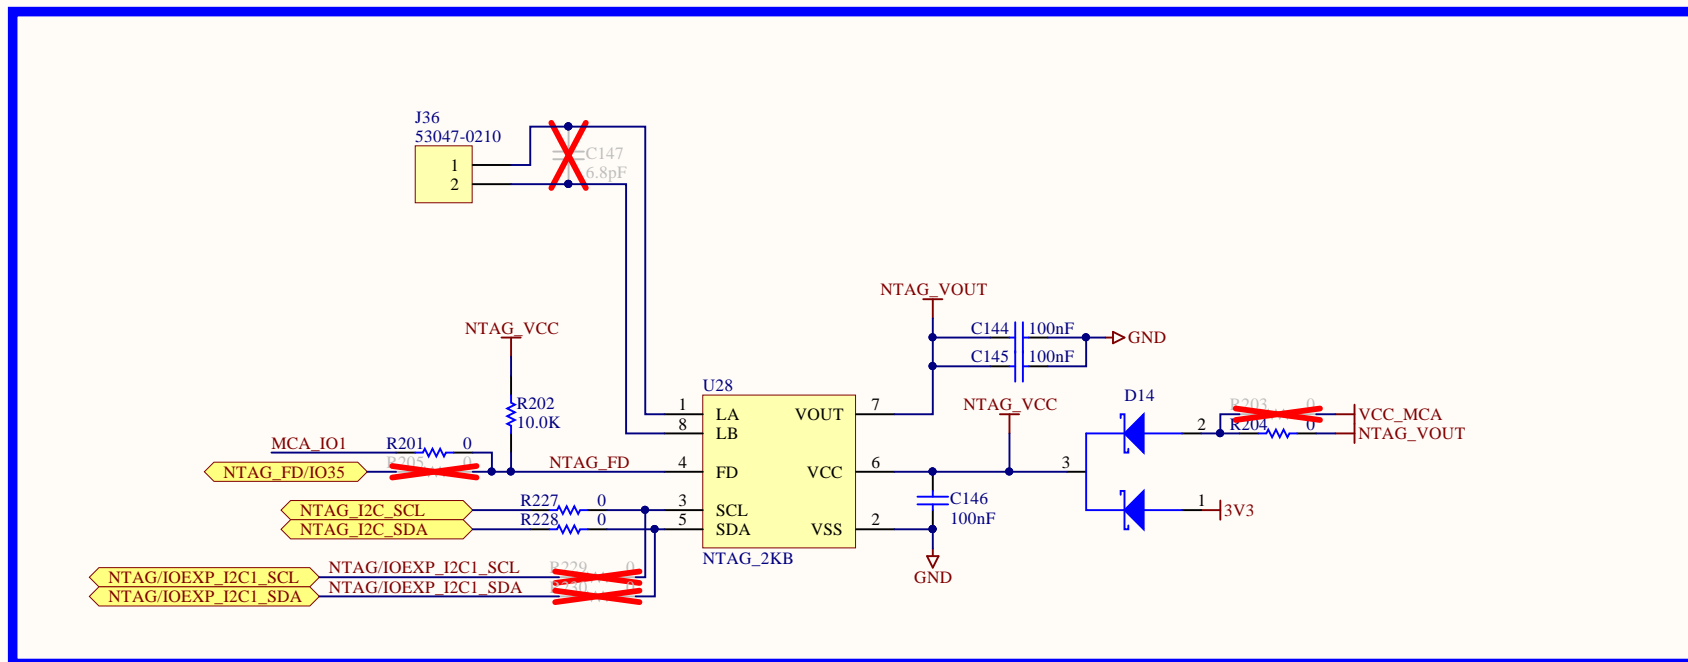 J36
53047-0210
1
2
C147
6.8pF
NTAG_VOUT
C144 100nF
GND
C145 100nF
NTAG_VCC
R202
10.0K
U28
1 LA
8 LB
4 FD
3 SCL
5 SDA
VOUT 7
VCC 6
VSS 2
NTAG_2KB
MCA_IO1
R201 0
R205 0
NTAG_FD/IO35
NTAG_FD
NTAG_I2C_SCL
R227 0
NTAG_I2C_SDA
R228 0
NTAG/IOEXP_I2C1_SCL
NTAG/IOEXP_I2C1_SCL
R229 0
NTAG/IOEXP_I2C1_SDA
NTAG/IOEXP_I2C1_SDA
NTAG_VCC
C146
100nF
GND
D14
3
2
1
R203 0
VCC_MCA
R204 0
NTAG_VOUT
3V3